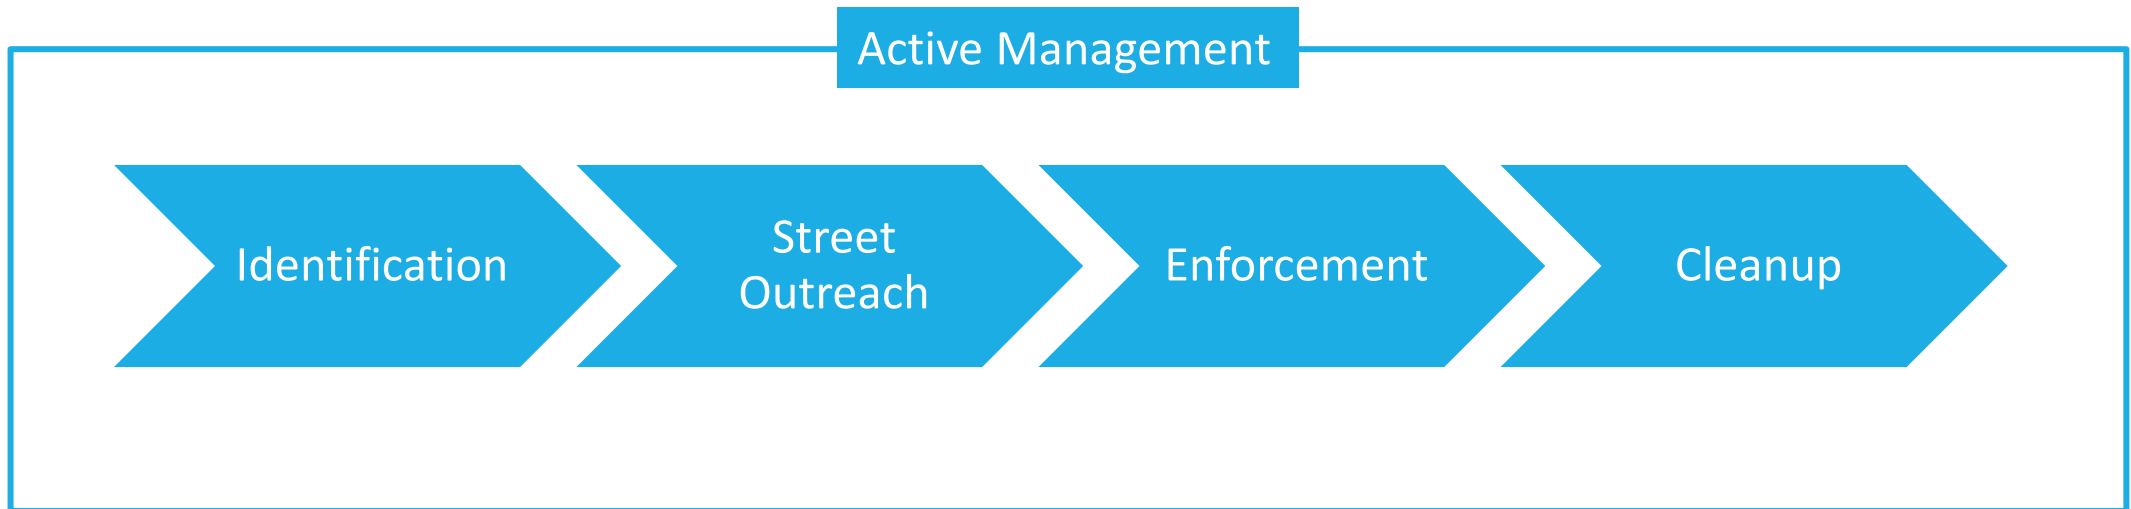 Active Management
Identification
Street
Outreach
Enforcement
Cleanup